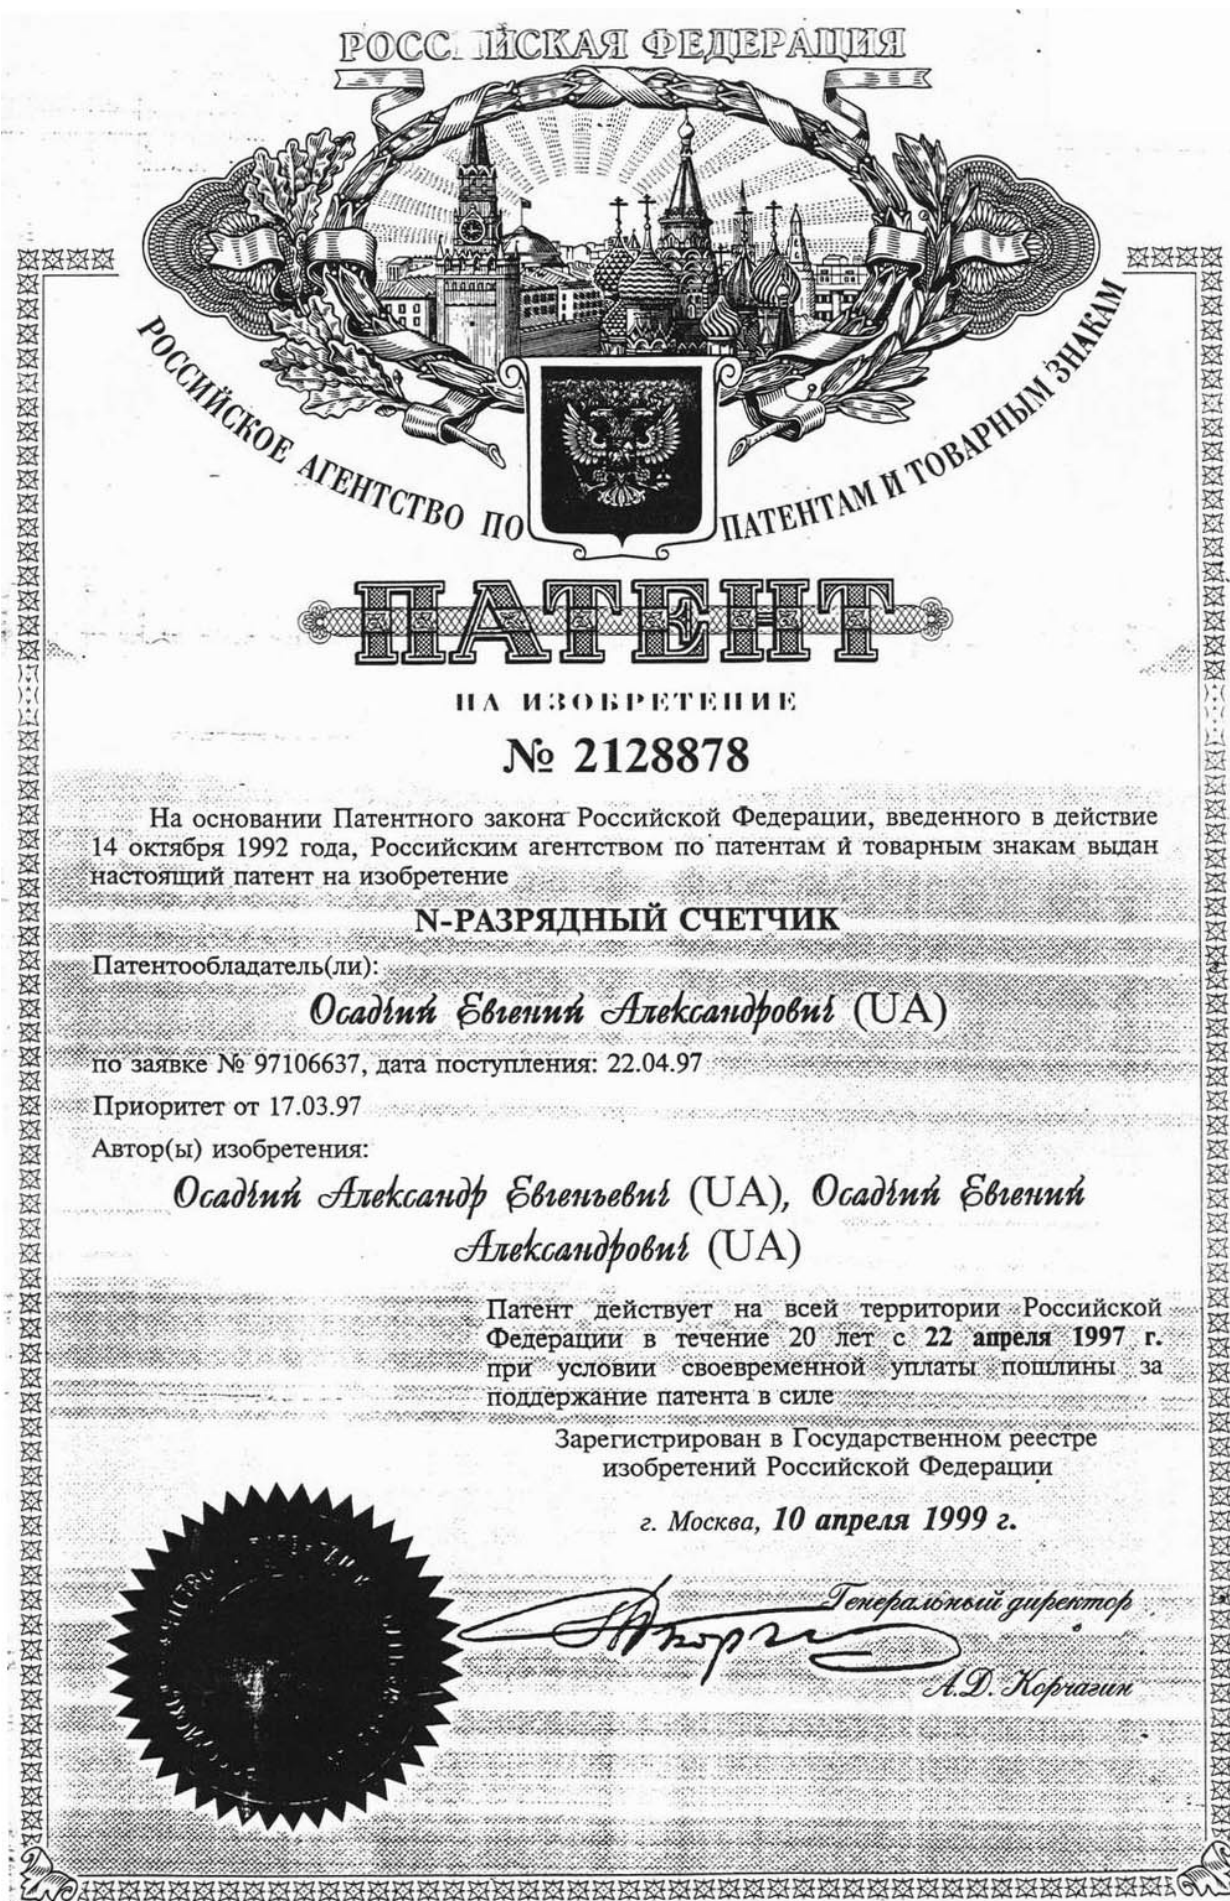 РОССИЙСКАЯ ФЕДЕРАЦИЯ
РОССИЙСКОЕ АГЕНТСТВО ПО ПАТЕНТАМ И ТОВАРНЫМ ЗНАКАМ
ПАТЕНТ
НА ИЗОБРЕТЕНИЕ
№ 2128878
На основании Патентного закона Российской Федерации, введенного в действие
14 октября 1992 года, Российским агентством по патентам и товарным знакам выдан
настоящий патент на изобретение
N-РАЗРЯДНЫЙ СЧЕТЧИК
Патентообладатель(ли):
Осадчий Евгений Александрович (UA)
по заявке № 97106637, дата поступления: 22.04.97
Приоритет от 17.03.97
Автор(ы) изобретения:
Осадчий Александр Евгеньевич (UA), Осадчий Евгений
Александрович (UA)
Патент действует на всей территории Российской
Федерации в течение 20 лет с 22 апреля 1997 г.
при условии своевременной уплаты пошлины за
поддержание патента в силе
Зарегистрирован в Государственном реестре
изобретений Российской Федерации
г. Москва, 10 апреля 1999 г.
Генеральный директор
А.Д. Корчагин